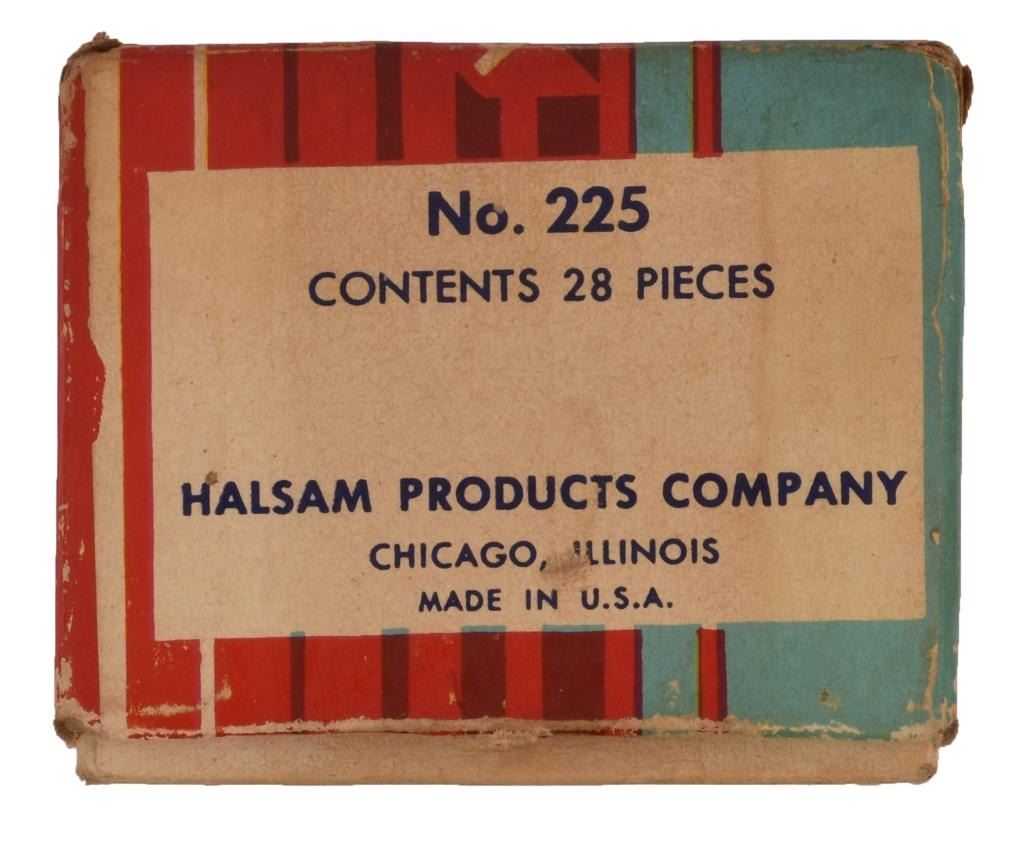 No. 225
CONTENTS 28 PIECES
HALSAM PRODUCTS COMPANY
CHICAGO, ILLINOIS
MADE IN U.S.A.